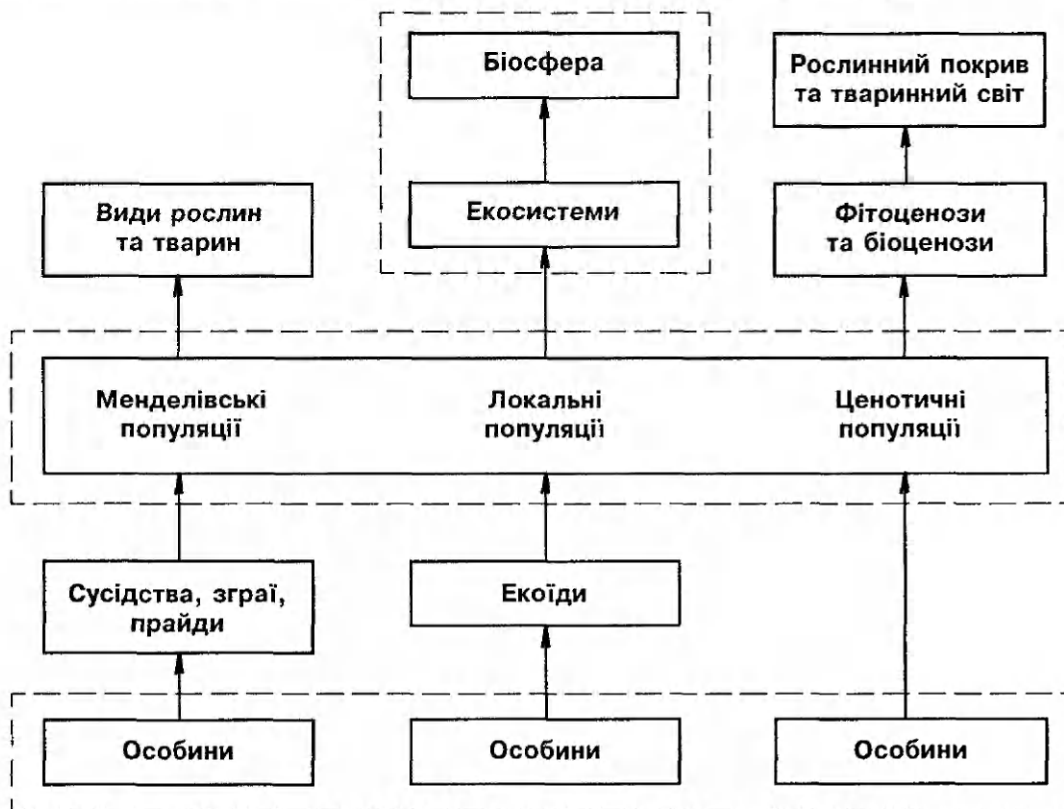 Біосфера
Рослинний покрив
та тваринний світ
Види рослин
та тварин
Екосистеми
Фітоценози
та біоценози
Менделівські
популяції
Локальні
популяції
Ценотичні
популяції
Сусідства, зграї,
прайди
Екоїди
Особини
Особини
Особини